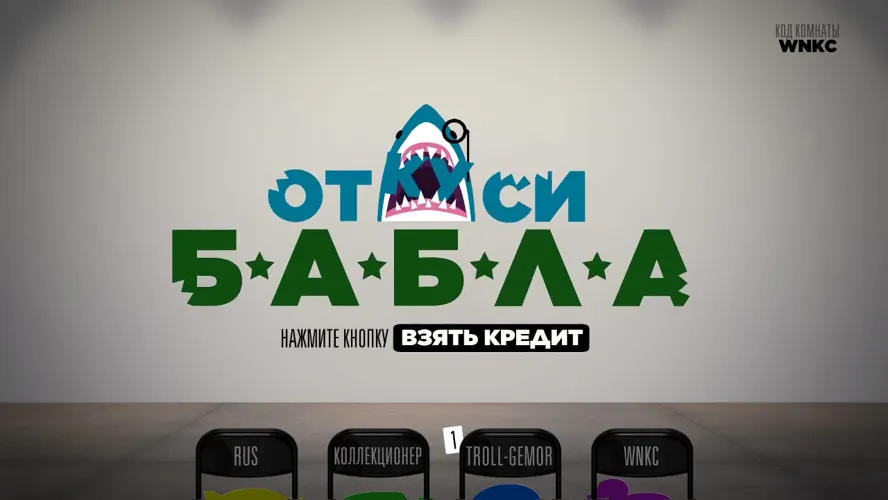 КОД КОМНАТЫ
WNKC
ОТКУСИ
Б★А★Б★Л★А
НАЖМИТЕ КНОПКУ ВЗЯТЬ КРЕДИТ
1
RUS КОЛЛЕКЦИОНЕР TROLL-GEMOR WNKC